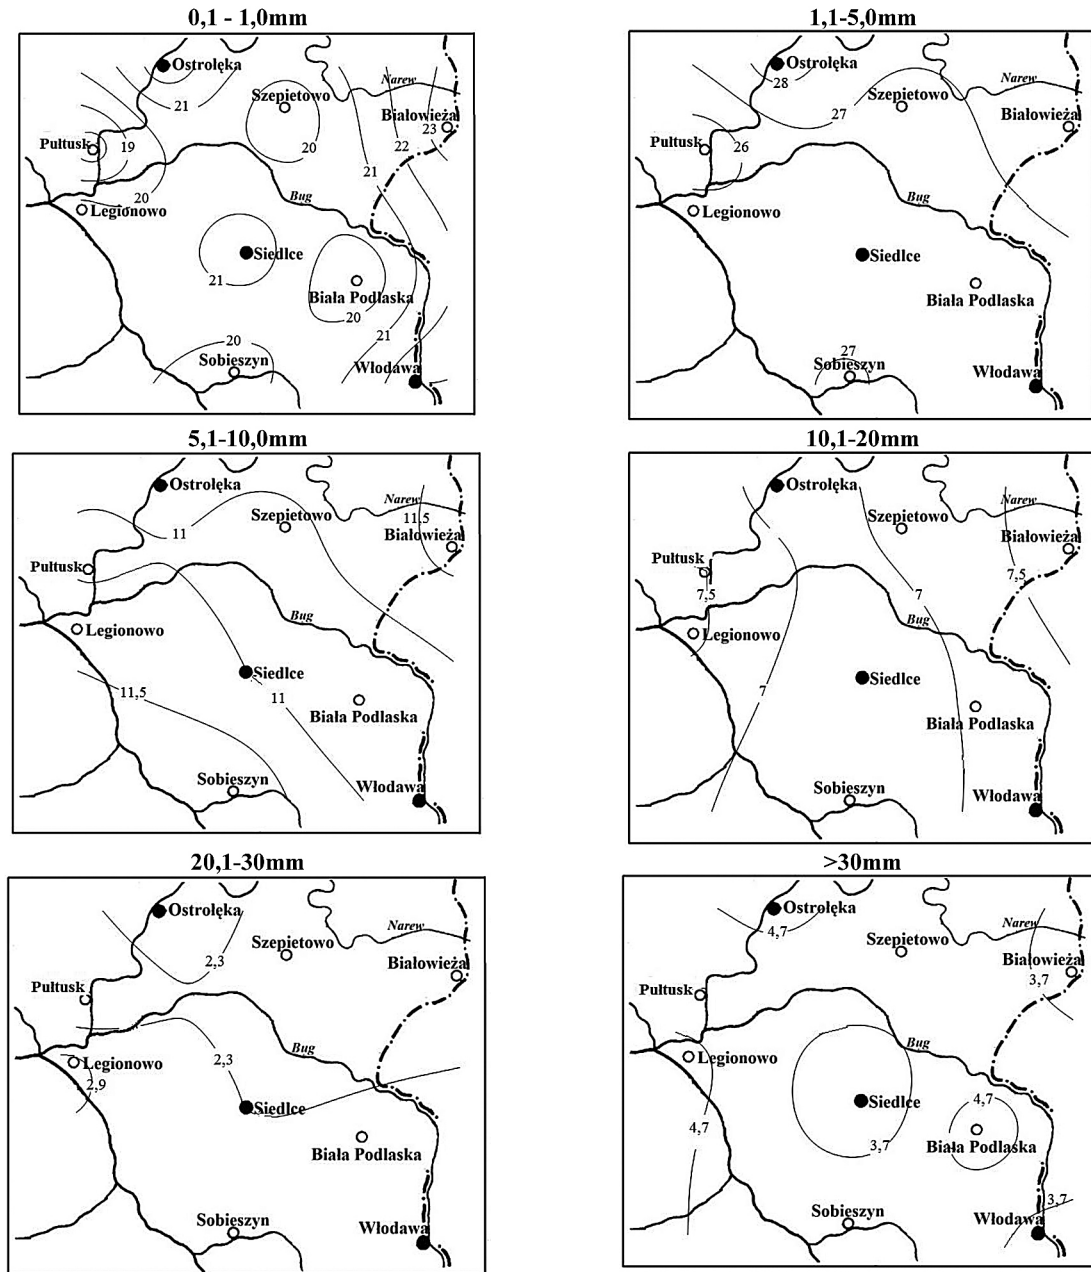 0,1 - 1,0mm
Ostrołęka
Narew
Szepietowo
21
Białowieża
23
Pułtusk
19
20
22
21
20
Bug
Legionowo
Siedlce
21
Biała Podlaska
20
21
20
Sobieszyn
Włodawa
1,1-5,0mm
Ostrołęka
28
Narew
Szepietowo
27
Białowieża
Pułtusk
26
Bug
Legionowo
Siedlce
Biała Podlaska
27
Sobieszyn
Włodawa
5,1-10,0mm
Ostrołęka
Narew
11,5
Szepietowo
11
Białowieża
Pułtusk
Bug
Legionowo
Siedlce
11,5
11
Biała Podlaska
Sobieszyn
Włodawa
10,1-20mm
Ostrołęka
Narew
Szepietowo
Białowieża
Pułtusk
7,5
7,5
7
Bug
Legionowo
Siedlce
7
Biała Podlaska
Sobieszyn
Włodawa
20,1-30mm
Ostrołęka
Narew
Szepietowo
2,3
Białowieża
Pułtusk
Bug
2,3
Legionowo
2,9
Siedlce
Biała Podlaska
Sobieszyn
Włodawa
>30mm
Ostrołęka
4,7
Narew
Szepietowo
Białowieża
3,7
Pułtusk
Bug
Legionowo
4,7
Siedlce
4,7
3,7
Biała Podlaska
3,7
Sobieszyn
Włodawa